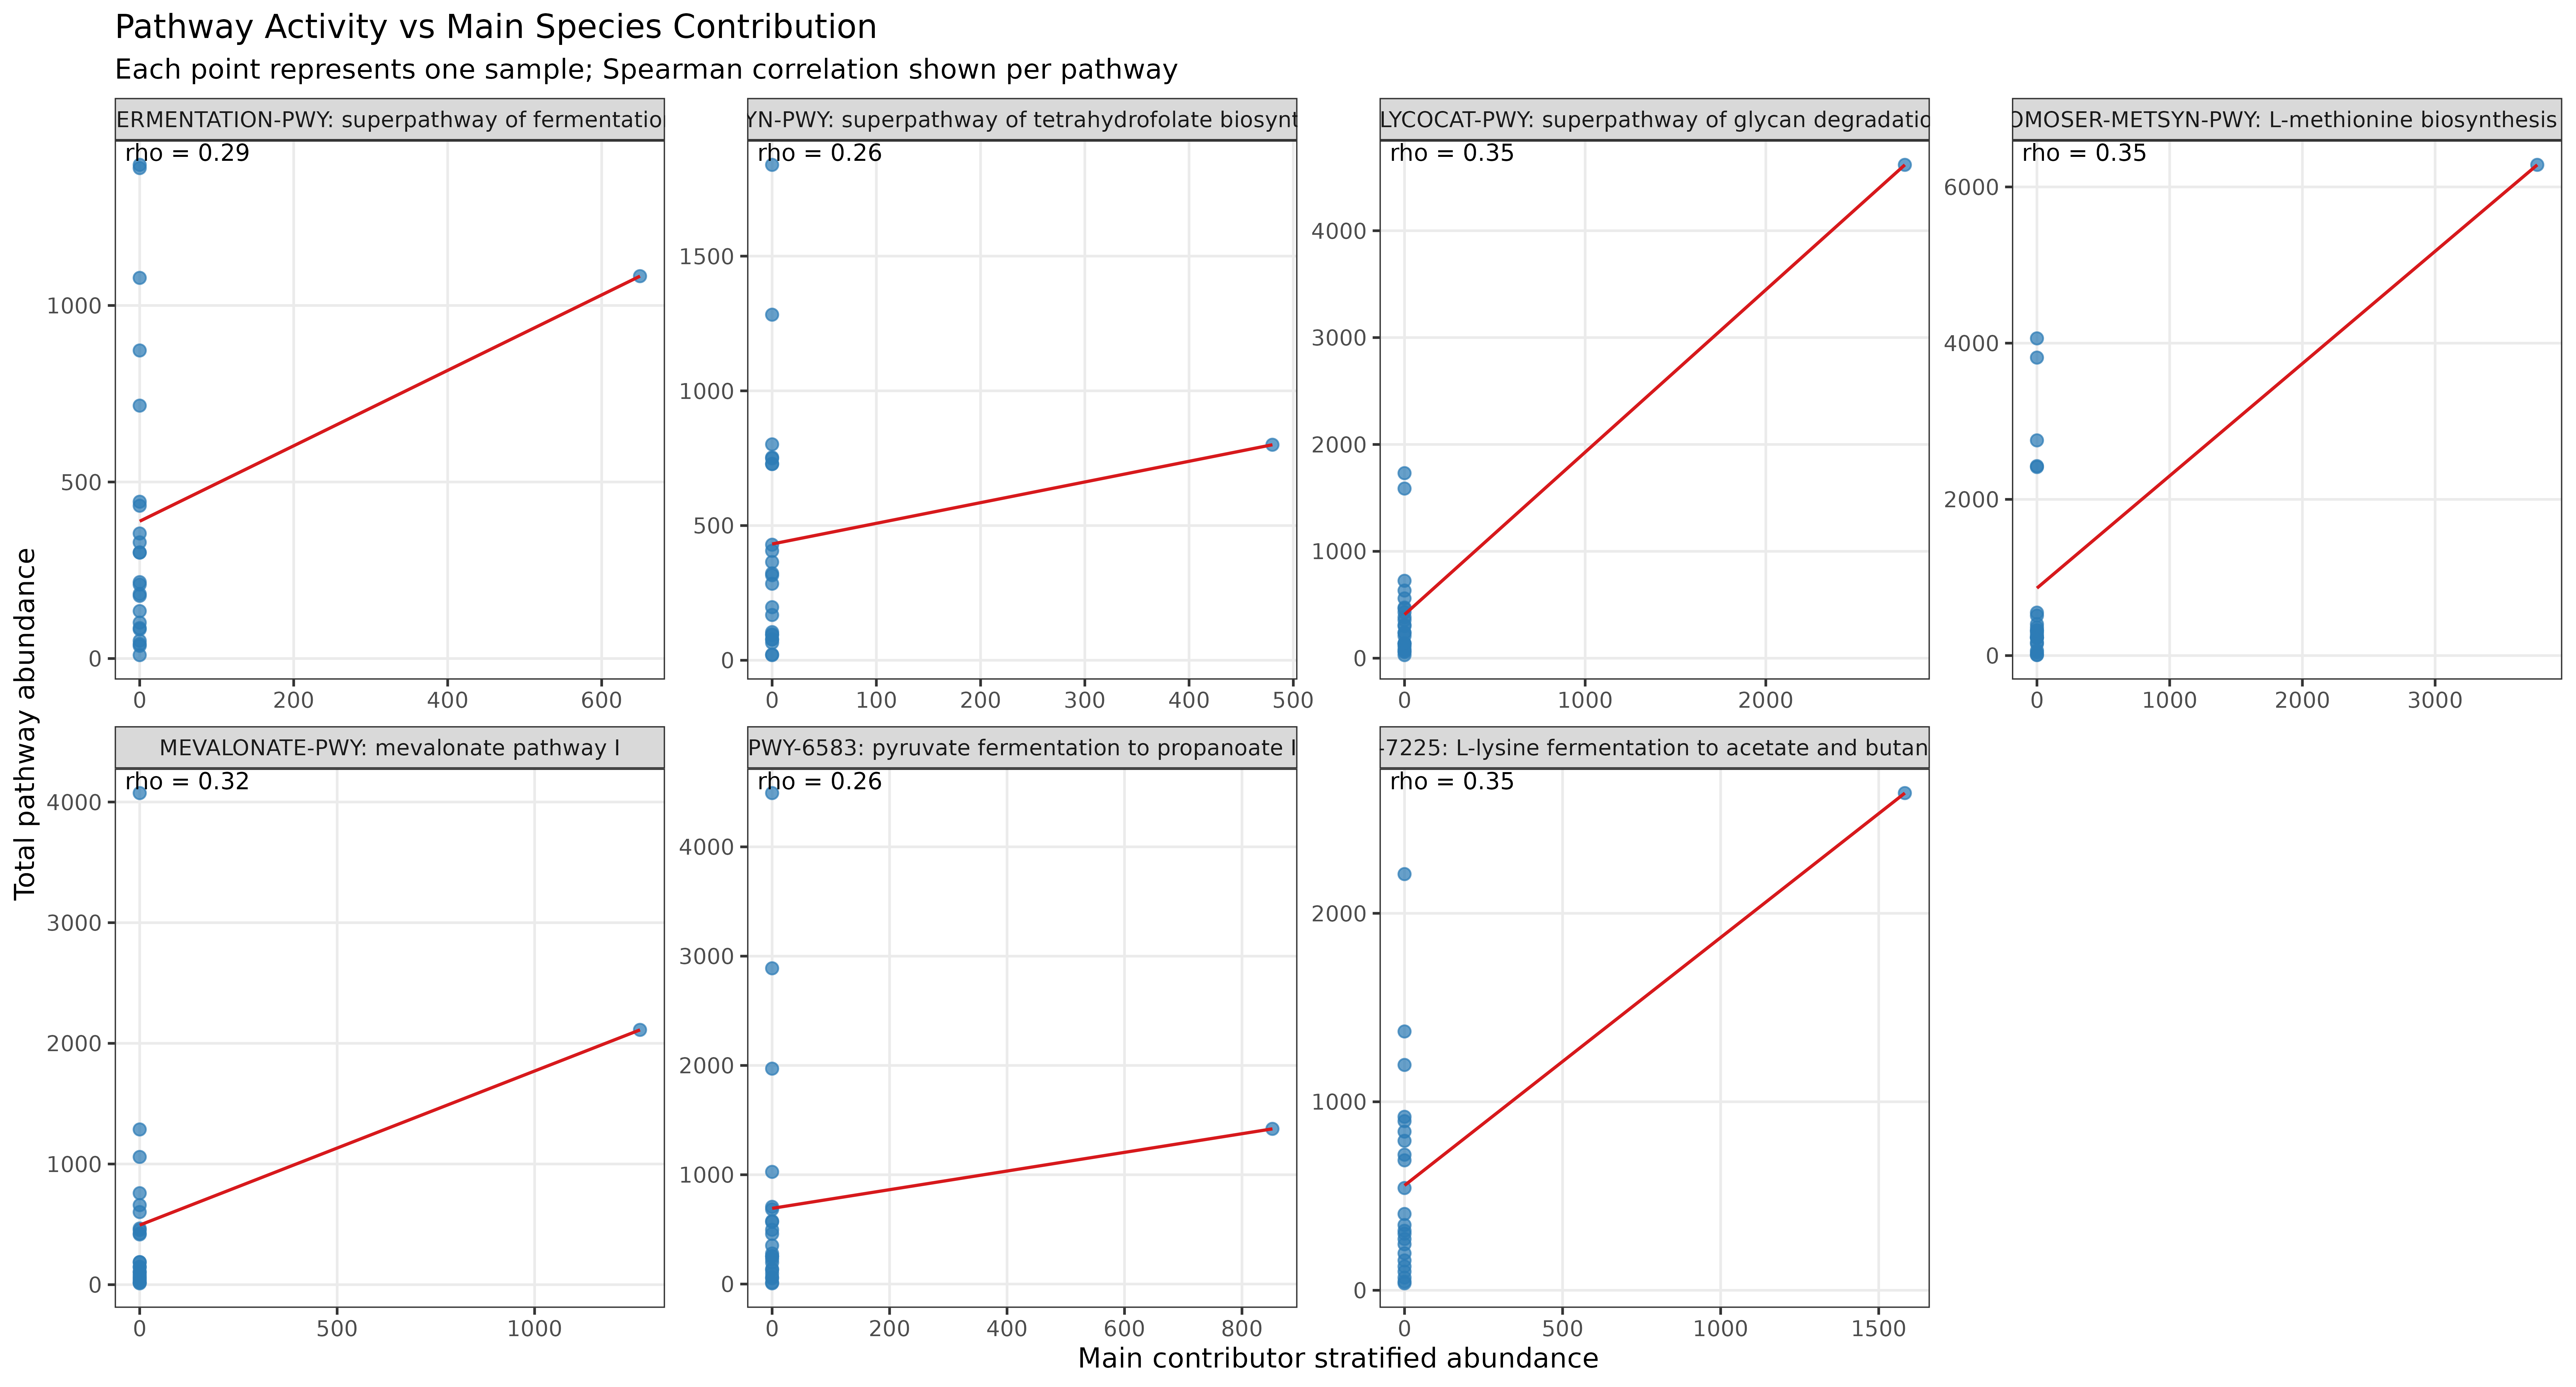 Pathway Activity vs Main Species Contribution
Each point represents one sample; Spearman correlation shown per pathway
ERMENTATION-PWY: superpathway of fermentatio
YN-PWY: superpathway of tetrahydrofolate biosynt
LYCOCAT-PWY: superpathway of glycan degradatio
OMOSER-METSYN-PWY: L-methionine biosynthesis
rho = 0.29
rho = 0.26
rho = 0.35
rho = 0.35
1000
500
0
0 200 400 600
1500
1000
500
0
0 100 200 300 400 500
4000
3000
2000
1000
0
0 1000 2000
6000
4000
2000
0
0 1000 2000 3000
MEVALONATE-PWY: mevalonate pathway I
PWY-6583: pyruvate fermentation to propanoate I
-7225: L-lysine fermentation to acetate and butan
rho = 0.32
rho = 0.26
rho = 0.35
4000
3000
2000
1000
0
0 500 1000
4000
3000
2000
1000
0
0 200 400 600 800
2000
1000
0
0 500 1000 1500
Total pathway abundance
Main contributor stratified abundance